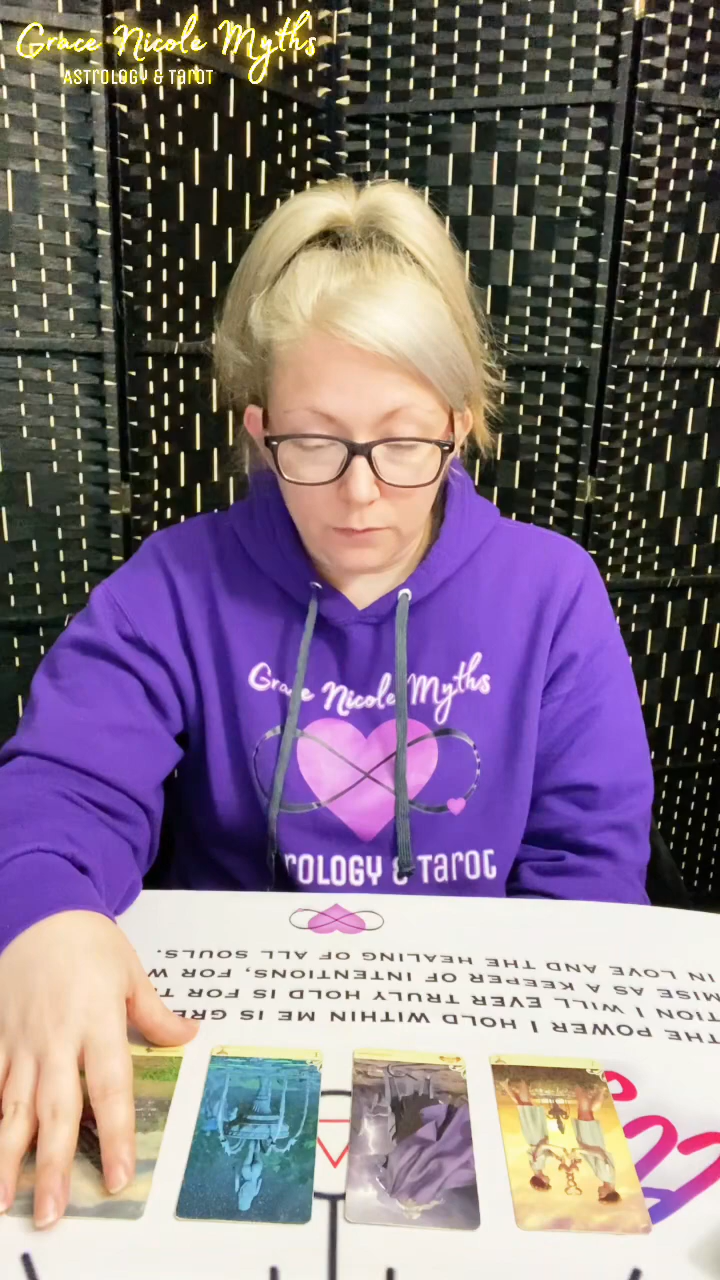 Grace Nicole Myths
ASTROLOGY & TAROT
Grace Nicole Myths
ROLOGY & TAROT
THE POWER I HOLD WITHIN ME IS GRE
TION I WILL EVER TRULY HOLD IS FOR T
MISE AS A KEEPER OF INTENTIONS, FOR W
IN LOVE AND THE HEALING OF ALL SOULS.